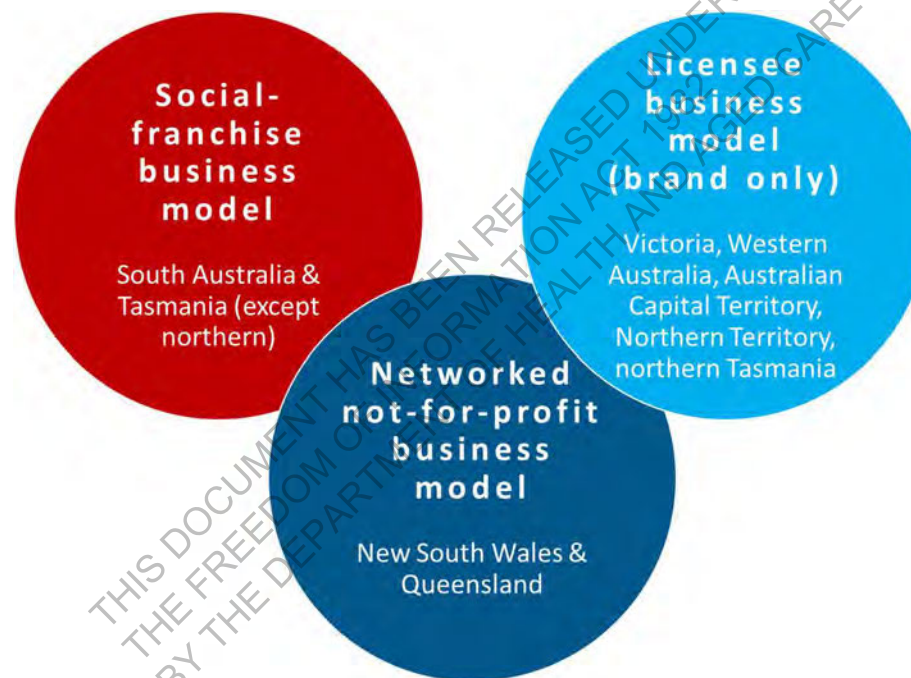 Social-
franchise
business
model
South Australia &
Tasmania (except
northern)
Licensee
business
model
(brand only)
Victoria, Western
Australia, Australian
Capital Territory,
Northern Territory,
northern Tasmania
Networked
not-for-profit
business
model
New South Wales &
Queensland
THIS DOCUMENT HAS BEEN RELEASED UNDER
THE FREEDOM OF INFORMATION ACT 1982
BY THE DEPARTMENT OF HEALTH AND AGED CARE